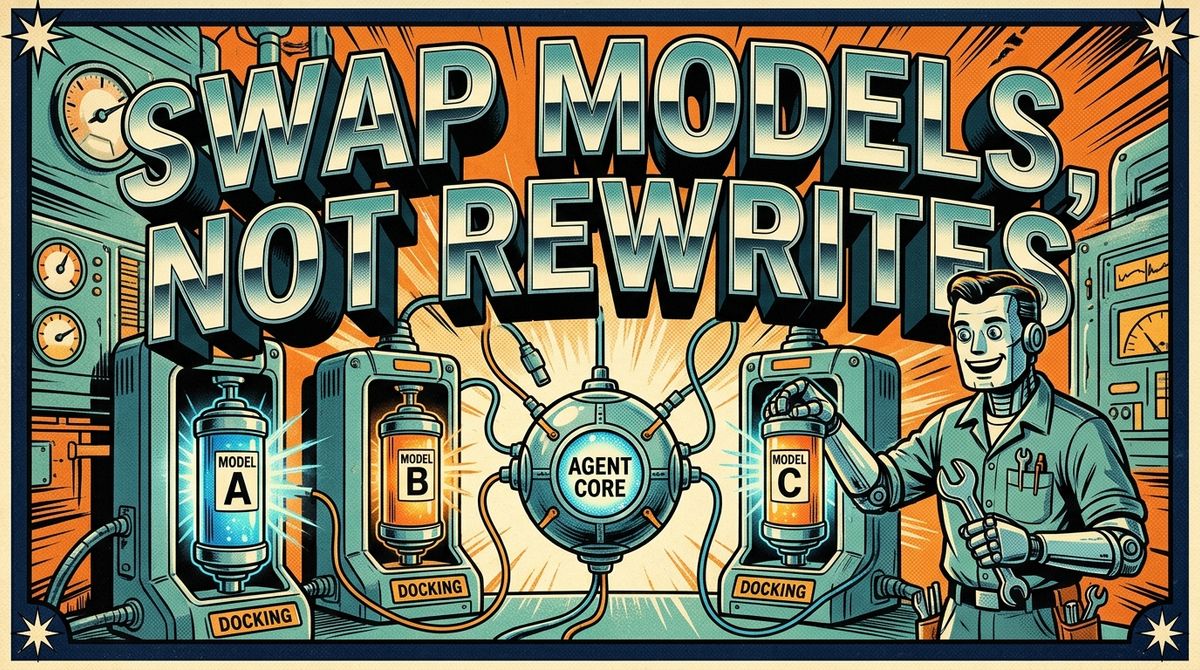 SWAP MODELS,
NOT REWRITES
MODEL
A
MODEL
B
AGENT
CORE
MODEL
C
DOCKING
DOCKING
DOCKING